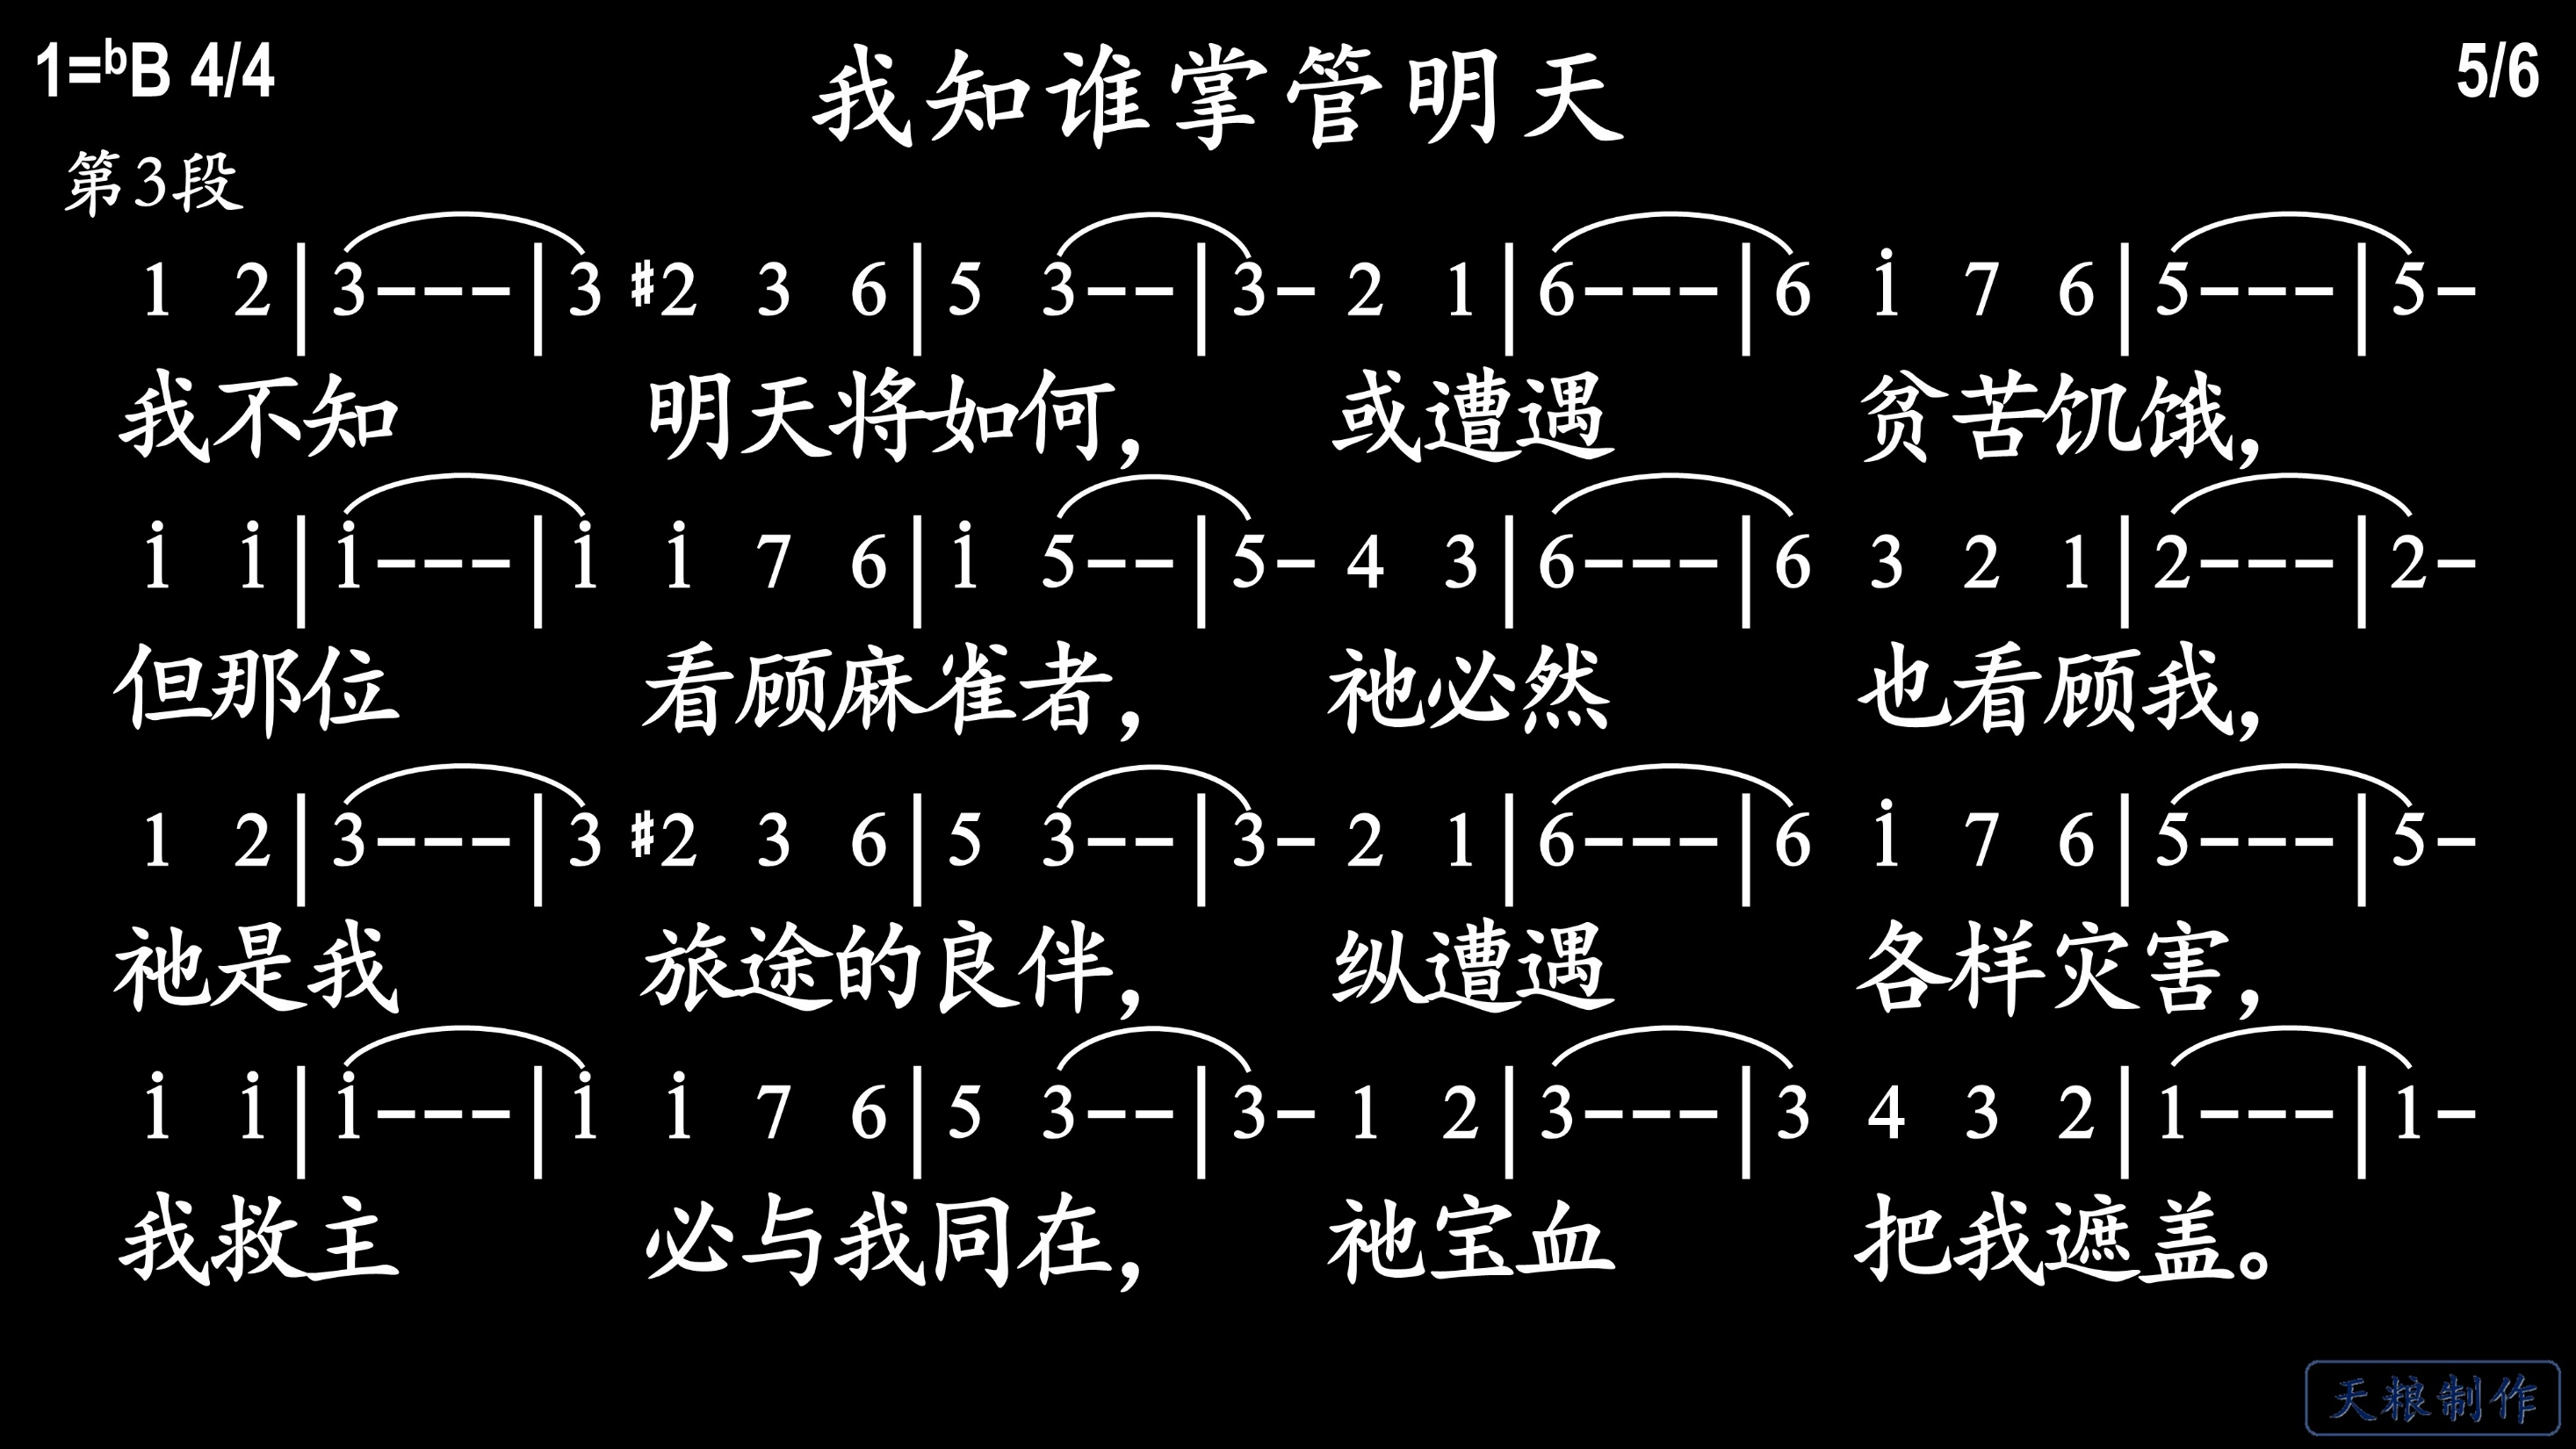 1=ᵇB 4/4 我知谁掌管明天 5/6
第3段
1 2 | 3 - - - | 3 #2 3 6 | 5 3 - - | 3 - 2 1 | 6 - - - | 6 i 7 6 | 5 - - - | 5 -
我不知 明天将如何, 或遭遇 贫苦饥饿,
i i | i - - - | i i 7 6 | i 5 - - | 5 - 4 3 | 6 - - - | 6 3 2 1 | 2 - - - | 2 -
但那位 看顾麻雀者, 祂必然 也看顾我,
1 2 | 3 - - - | 3 #2 3 6 | 5 3 - - | 3 - 2 1 | 6 - - - | 6 i 7 6 | 5 - - - | 5 -
祂是我 旅途的良伴, 纵遭遇 各样灾害,
i i | i - - - | i i 7 6 | 5 3 - - | 3 - 1 2 | 3 - - - | 3 4 3 2 | 1 - - - | 1 -
我救主 必与我同在, 祂宝血 把我遮盖。
天粮制作